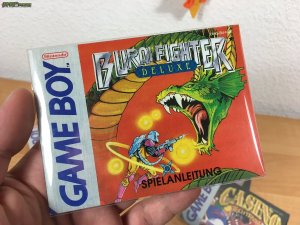 Nintendo
GAME BOY
BURAI FIGHTER
DELUXE
SPIELANLEITUNG
CASINO